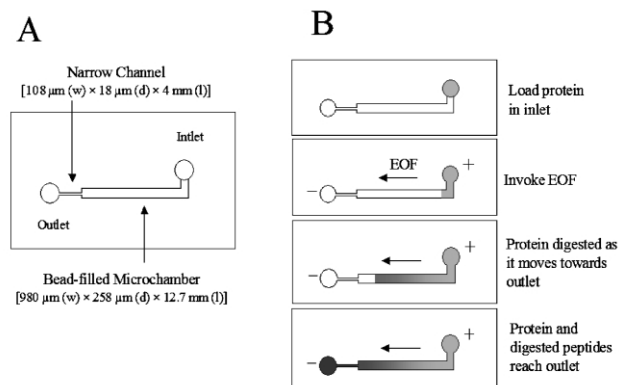 A
Narrow Channel
[108 μm (w) × 18 μm (d) × 4 mm (l)]
Intlet
Outlet
Bead-filled Microchamber
[980 μm (w) × 258 μm (d) × 12.7 mm (l)]
B
Load protein
in inlet
EOF
+
−
Invoke EOF
+
−
Protein digested as
it moves towards
outlet
+
−
Protein and
digested peptides
reach outlet